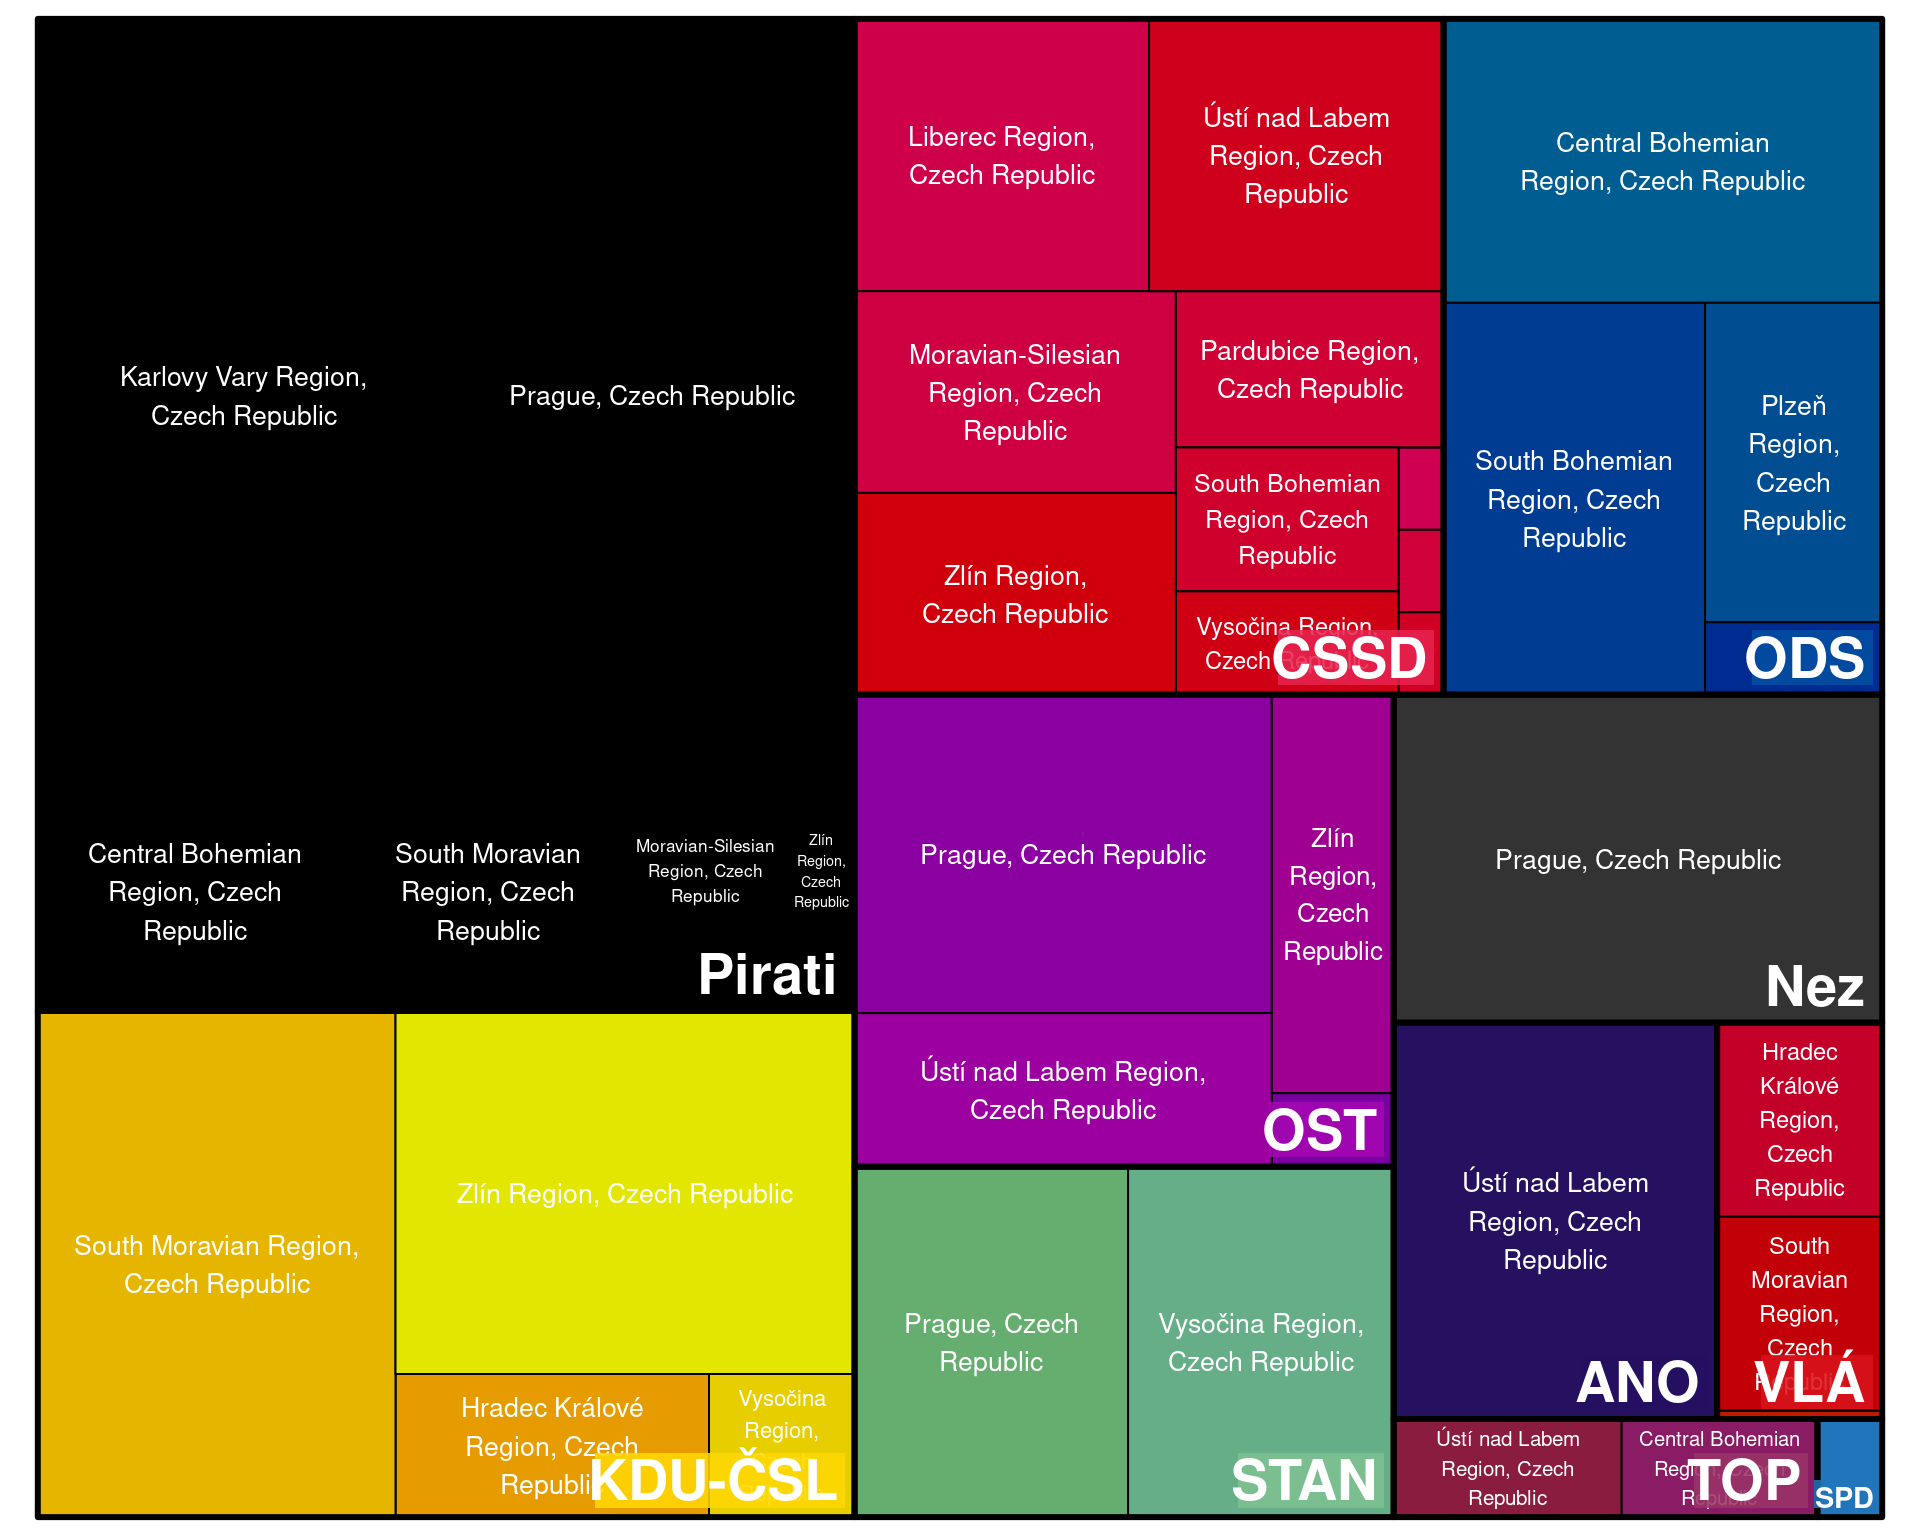 Karlovy Vary Region,
Czech Republic
Prague, Czech Republic
Central Bohemian
Region, Czech
Republic
South Moravian
Region, Czech
Republic
Moravian-Silesian
Region, Czech
Republic
Zlín
Region,
Czech
Republic
Pirati
Liberec Region,
Czech Republic
Ústí nad Labem
Region, Czech
Republic
Moravian-Silesian
Region, Czech
Republic
Pardubice Region,
Czech Republic
Zlín Region,
Czech Republic
South Bohemian
Region, Czech
Republic
Vysočina Region,
Czech Republic
CSSD
Central Bohemian
Region, Czech Republic
South Bohemian
Region, Czech
Republic
Plzeň
Region,
Czech
Republic
ODS
South Moravian Region,
Czech Republic
Zlín Region, Czech Republic
Hradec Králové
Region, Czech
Republic
Vysočina
Region,
KDU-ČSL
Prague, Czech Republic
Zlín
Region,
Czech
Republic
Ústí nad Labem Region,
Czech Republic
OST
Prague, Czech Republic
Nez
Prague, Czech
Republic
Vysočina Region,
Czech Republic
STAN
Ústí nad Labem
Region, Czech
Republic
ANO
Hradec
Králové
Region,
Czech
Republic
South
Moravian
Region,
Czech
Republic
VLÁ
Ústí nad Labem
Region, Czech
Republic
Central Bohemian
Region, Czech
Republic
TOP
SPD